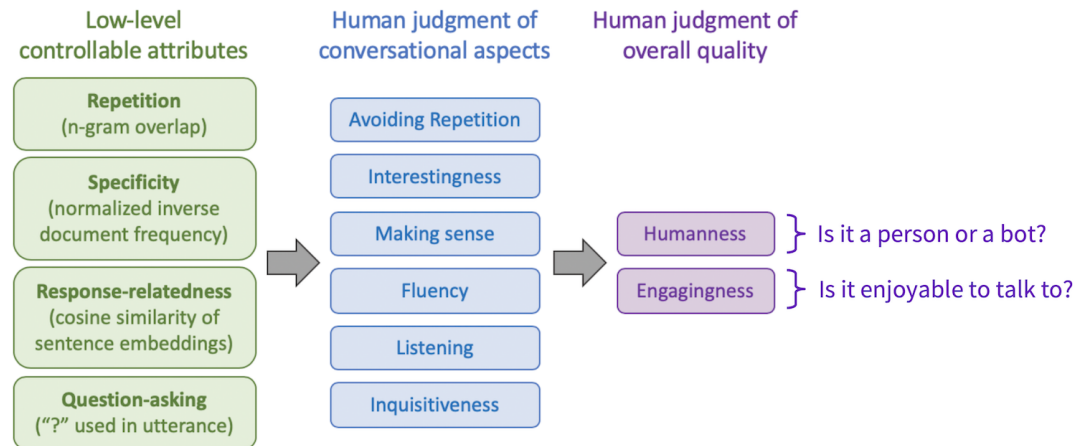 Low-level
controllable attributes
Repetition
(n-gram overlap)
Specificity
(normalized inverse
document frequency)
Response-relatedness
(cosine similarity of
sentence embeddings)
Question-asking
(“?” used in utterance)
Human judgment of
conversational aspects
Avoiding Repetition
Interestingness
Making sense
Fluency
Listening
Inquisitiveness
Human judgment of
overall quality
Humanness
Is it a person or a bot?
Engagingness
Is it enjoyable to talk to?